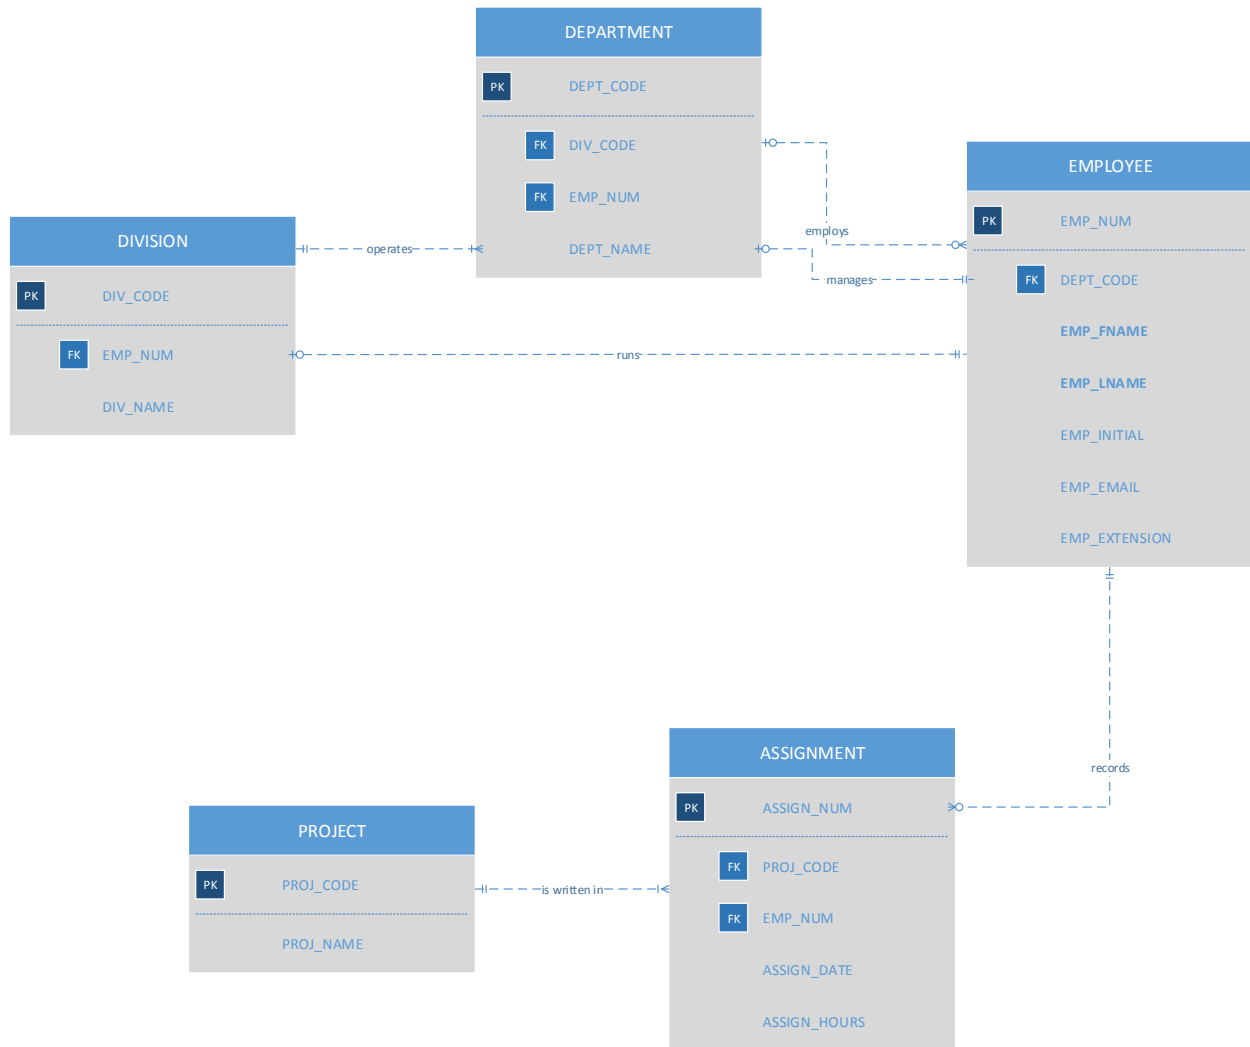 DEPARTMENT
PK DEPT_CODE
FK DIV_CODE
FK EMP_NUM
DEPT_NAME
EMPLOYEE
PK EMP_NUM
FK DEPT_CODE
EMP_FNAME
EMP_LNAME
EMP_INITIAL
EMP_EMAIL
EMP_EXTENSION
employs
manages
DIVISION
PK DIV_CODE
FK EMP_NUM
DIV_NAME
operates
runs
records
ASSIGNMENT
PK ASSIGN_NUM
FK PROJ_CODE
FK EMP_NUM
ASSIGN_DATE
ASSIGN_HOURS
PROJECT
PK PROJ_CODE
PROJ_NAME
is written in